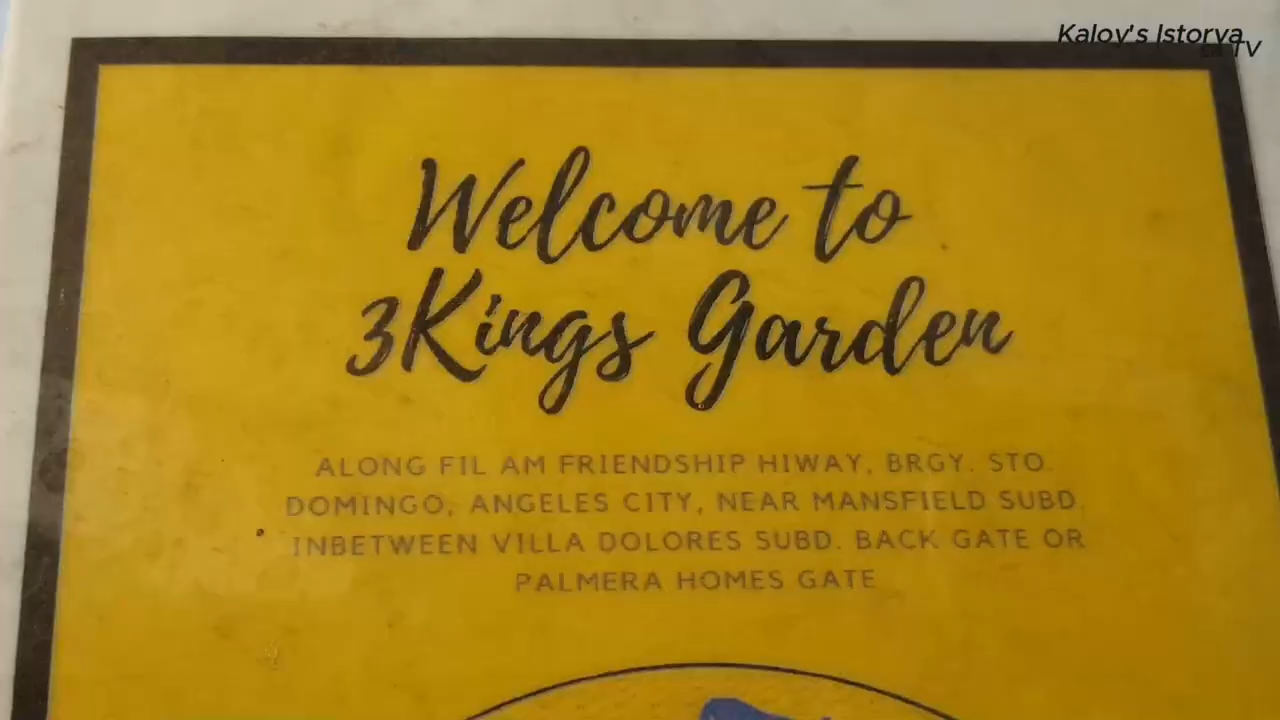 Kaloy's Istorya
at TV
Welcome to
3Kings Garden
ALONG FIL AM FRIENDSHIP HIWAY, BRGY. STO.
DOMINGO, ANGELES CITY, NEAR MANSFIELD SUBD.
INBETWEEN VILLA DOLORES SUBD. BACK GATE OR
PALMERA HOMES GATE